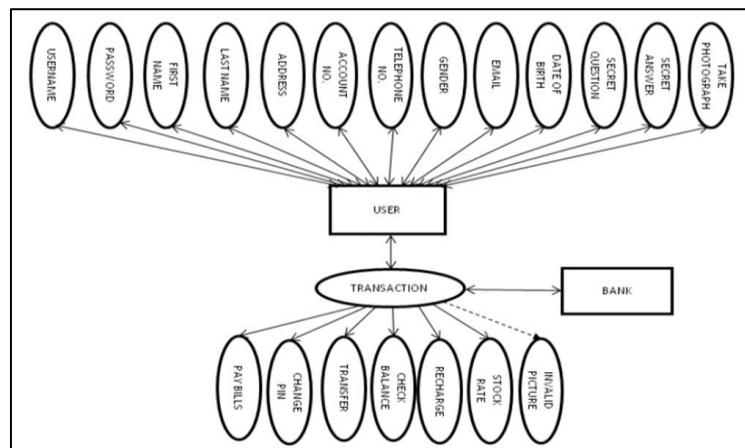 USERNAME
PASSWORD
FIRST
NAME
LAST NAME
ADDRESS
ACCOUNT
NO.
TELEPHONE
NO.
GENDER
EMAIL
DATE OF
BIRTH
SECRET
QUESTION
SECRET
ANSWER
TAKE
PHOTOGRAPH
USER
TRANSACTION
BANK
PAY BILLS
CHANGE
PIN
TRANSFER
CHECK
BALANCE
RECHARGE
STOCK
RATE
INVALID
PICTURE